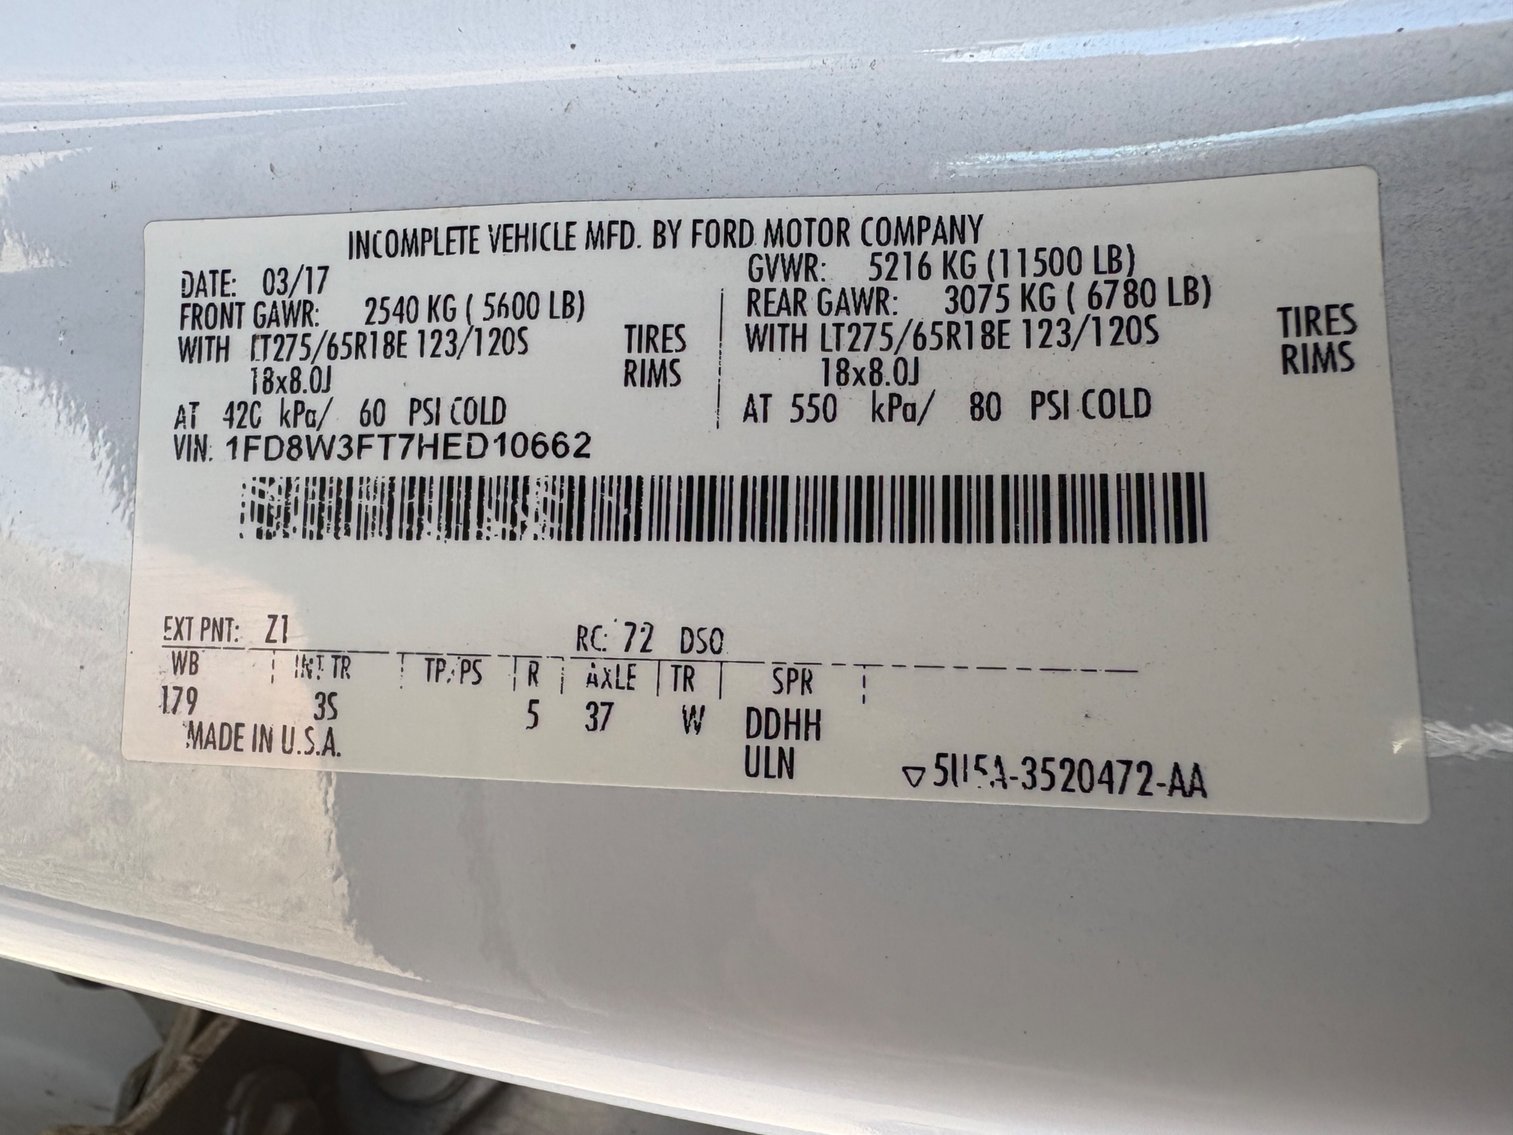 INCOMPLETE VEHICLE MFD. BY FORD MOTOR COMPANY
DATE: 03/17 GVWR: 5216 KG (11500 LB)
FRONT GAWR: 2540 KG ( 5600 LB) REAR GAWR: 3075 KG ( 6780 LB)
WITH LT275/65R18E 123/120S TIRES WITH LT275/65R18E 123/120S TIRES
18x8.0J RIMS 18x8.0J RIMS
AT 420 kPa/ 60 PSI COLD AT 550 kPa/ 80 PSI COLD
VIN: 1FD8W3FT7HED10662
EXT PNT: Z1 RC: 72 DSO
WB INT TR TP/PS R AXLE TR SPR
179 3S 5 37 W DDHH
MADE IN U.S.A. ULN ▽5U5A-3520472-AA